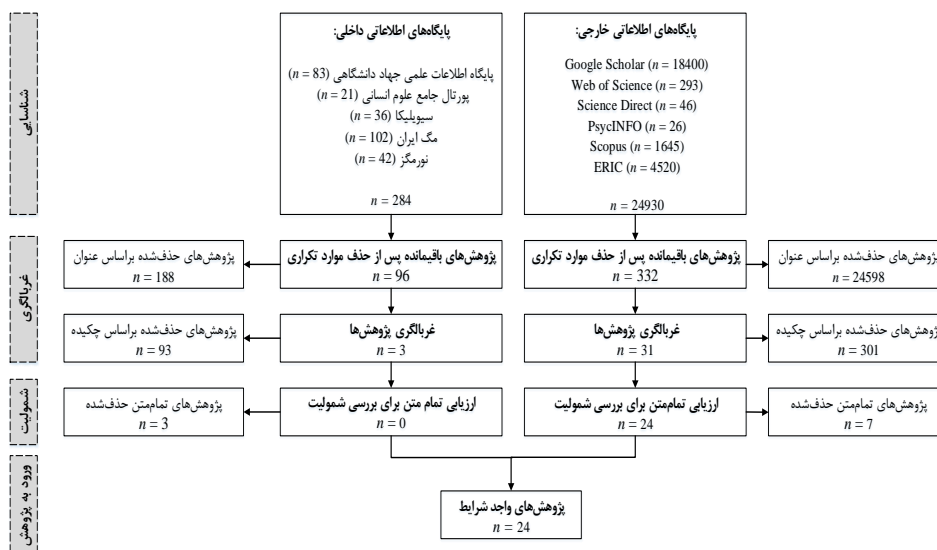 شناسایی
پایگاه‌های اطلاعاتی داخلی:
پایگاه اطلاعات علمی جهاد دانشگاهی (n = 83)
پورتال جامع علوم انسانی (n = 21)
سیویلیکا (n = 36)
مگ ایران (n = 102)
نورمگز (n = 42)
n = 284
پایگاه‌های اطلاعاتی خارجی:
Google Scholar (n = 18400)
Web of Science (n = 293)
Science Direct (n = 46)
PsycINFO (n = 26)
Scopus (n = 1645)
ERIC (n = 4520)
n = 24930
غربالگری
پژوهش‌های حذف‌شده براساس عنوان
n = 188
پژوهش‌های باقیمانده پس از حذف موارد تکراری
n = 96
پژوهش‌های باقیمانده پس از حذف موارد تکراری
n = 332
پژوهش‌های حذف‌شده براساس عنوان
n = 24598
پژوهش‌های حذف‌شده براساس چکیده
n = 93
غربالگری پژوهش‌ها
n = 3
غربالگری پژوهش‌ها
n = 31
پژوهش‌های حذف‌شده براساس چکیده
n = 301
شمولیت
پژوهش‌های تمام‌متن حذف‌شده
n = 3
ارزیابی تمام متن برای بررسی شمولیت
n = 0
ارزیابی تمام‌متن برای بررسی شمولیت
n = 24
پژوهش‌های تمام‌متن حذف‌شده
n = 7
ورود به پژوهش
پژوهش‌های واجد شرایط
n = 24